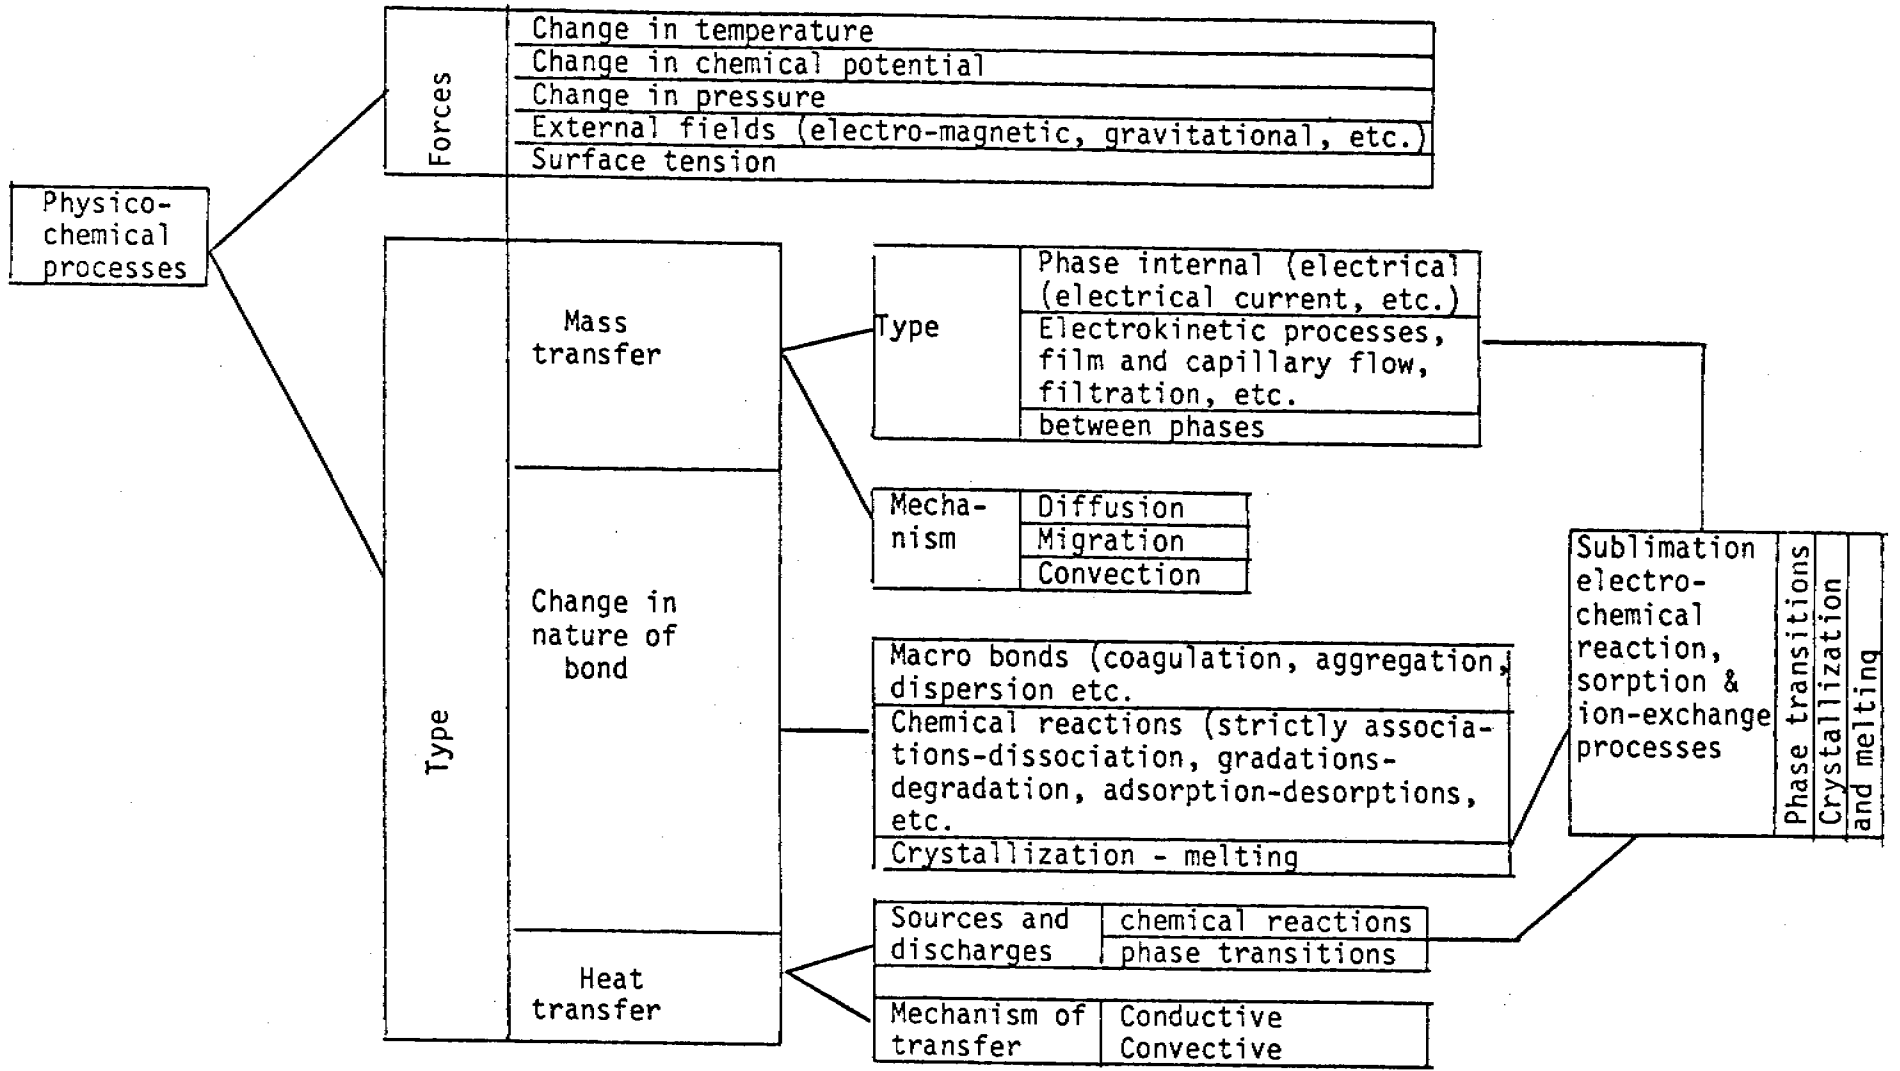 Forces
Change in temperature
Change in chemical potential
Change in pressure
External fields (electro-magnetic, gravitational, etc.)
Surface tension
Physico-
chemical
processes
Type
Mass
transfer
Type
Phase internal (electrical
(electrical current, etc.)
Electrokinetic processes,
film and capillary flow,
filtration, etc.
between phases
Mecha-
nism
Diffusion
Migration
Convection
Change in
nature of
bond
Macro bonds (coagulation, aggregation,
dispersion etc.
Chemical reactions (strictly associa-
tions-dissociation, gradations-
degradation, adsorption-desorptions,
etc.
Crystallization - melting
Heat
transfer
Sources and
discharges
chemical reactions
phase transitions
Mechanism of
transfer
Conductive
Convective
Sublimation
electro-
chemical
reaction,
sorption &
ion-exchange
processes
Phase transitions
Crystallization
and melting